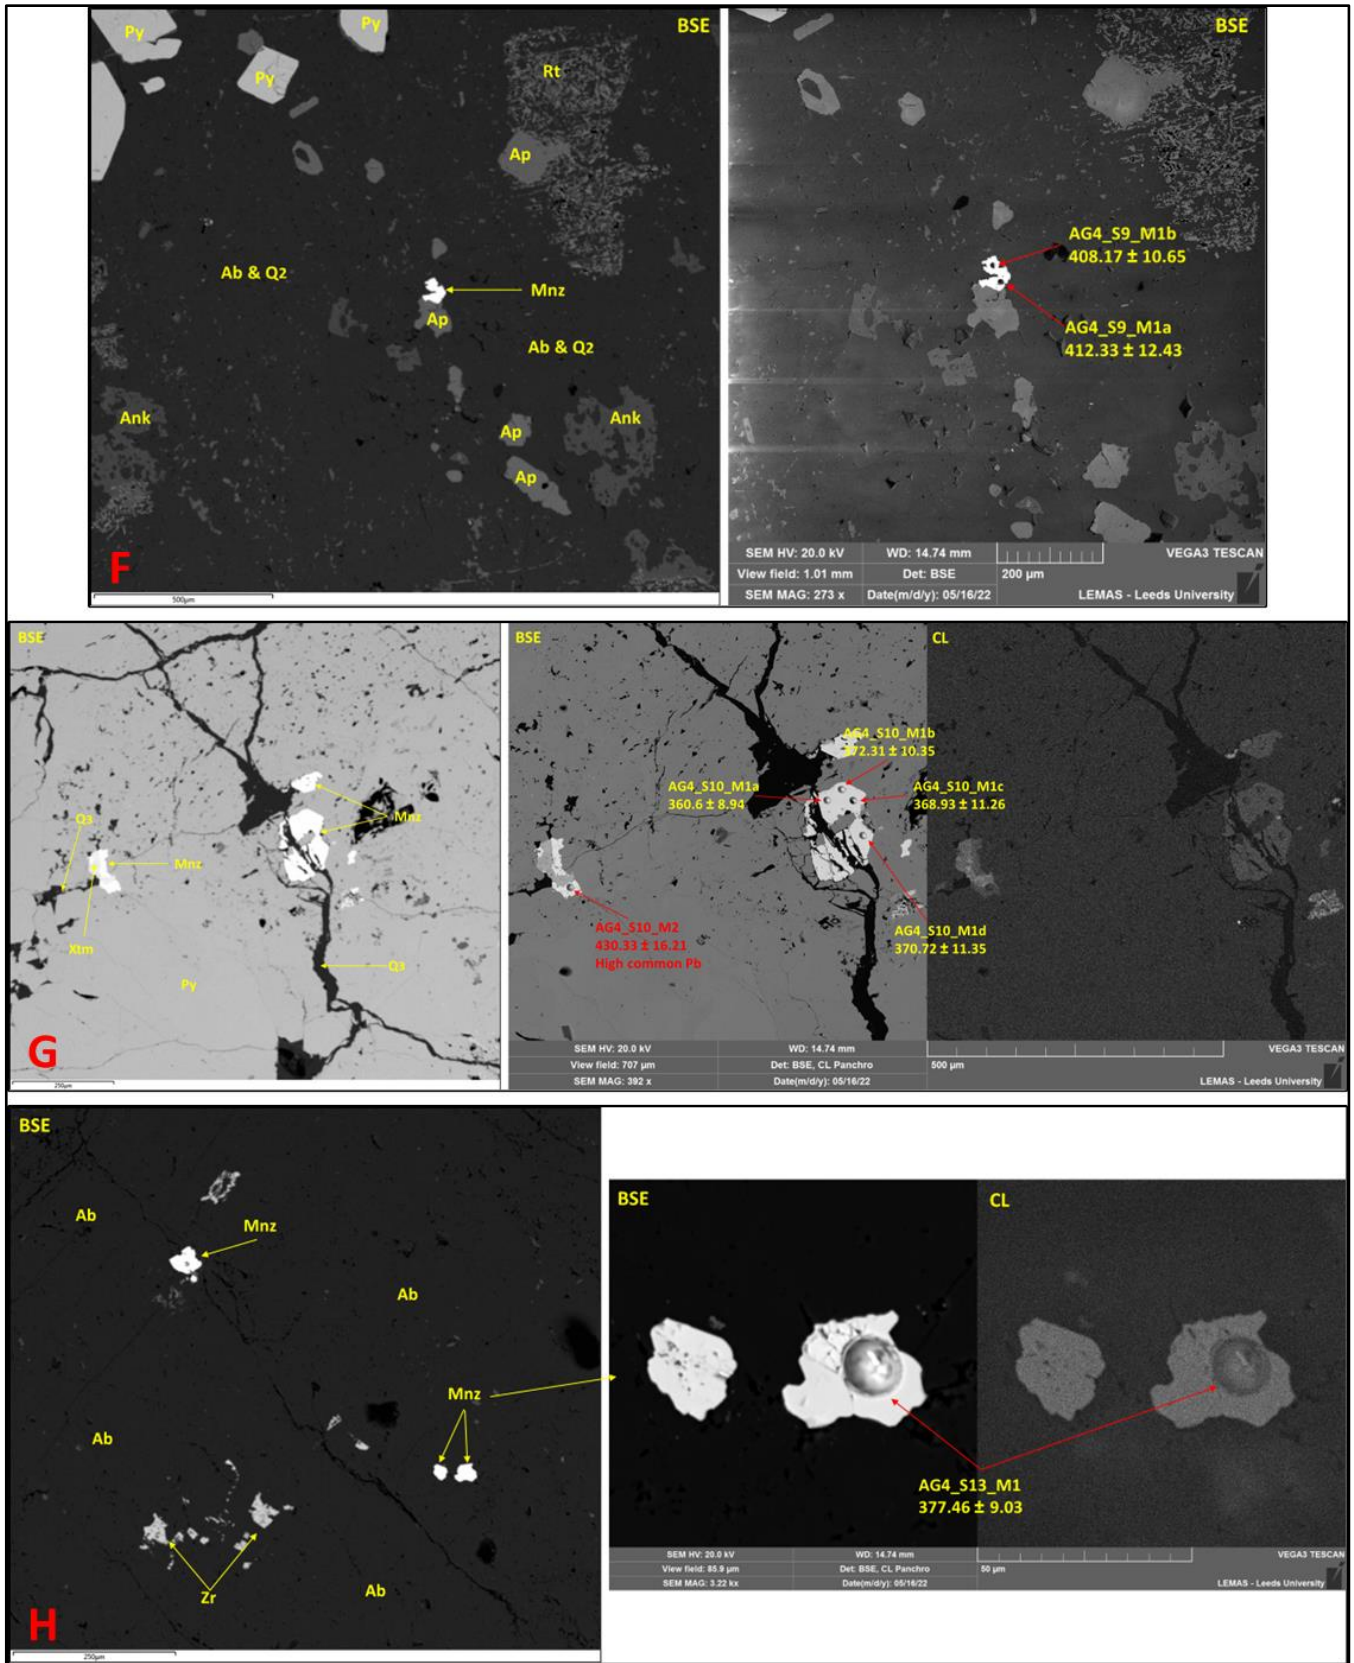 Py
Py
BSE
Py
Rt
Ap
Ab & Q2
Mnz
Ap
Ab & Q2
Ank
Ank
Ap
Ap
F
500µm
BSE
AG4_S9_M1b
408.17 ± 10.65
AG4_S9_M1a
412.33 ± 12.43
SEM HV: 20.0 kV
WD: 14.74 mm
VEGA3 TESCAN
View field: 1.01 mm
Det: BSE
200 µm
SEM MAG: 273 x
Date(m/d/y): 05/16/22
LEMAS - Leeds University
BSE
Q3
Mnz
Mnz
Xtm
Q3
Py
G
250µm
BSE
CL
AG4_S10_M1b
372.31 ± 10.35
AG4_S10_M1a
360.6 ± 8.94
AG4_S10_M1c
368.93 ± 11.26
AG4_S10_M2
430.33 ± 16.21
High common Pb
AG4_S10_M1d
370.72 ± 11.35
SEM HV: 20.0 kV
WD: 14.74 mm
VEGA3 TESCAN
View field: 707 µm
Det: BSE, CL Panchro
500 µm
SEM MAG: 392 x
Date(m/d/y): 05/16/22
LEMAS - Leeds University
BSE
Ab
Mnz
Ab
Mnz
Ab
Zr
Ab
H
250µm
BSE
CL
AG4_S13_M1
377.46 ± 9.03
SEM HV: 20.0 kV
WD: 14.74 mm
VEGA3 TESCAN
View field: 85.9 µm
Det: BSE, CL Panchro
50 µm
SEM MAG: 3.22 kx
Date(m/d/y): 05/16/22
LEMAS - Leeds University